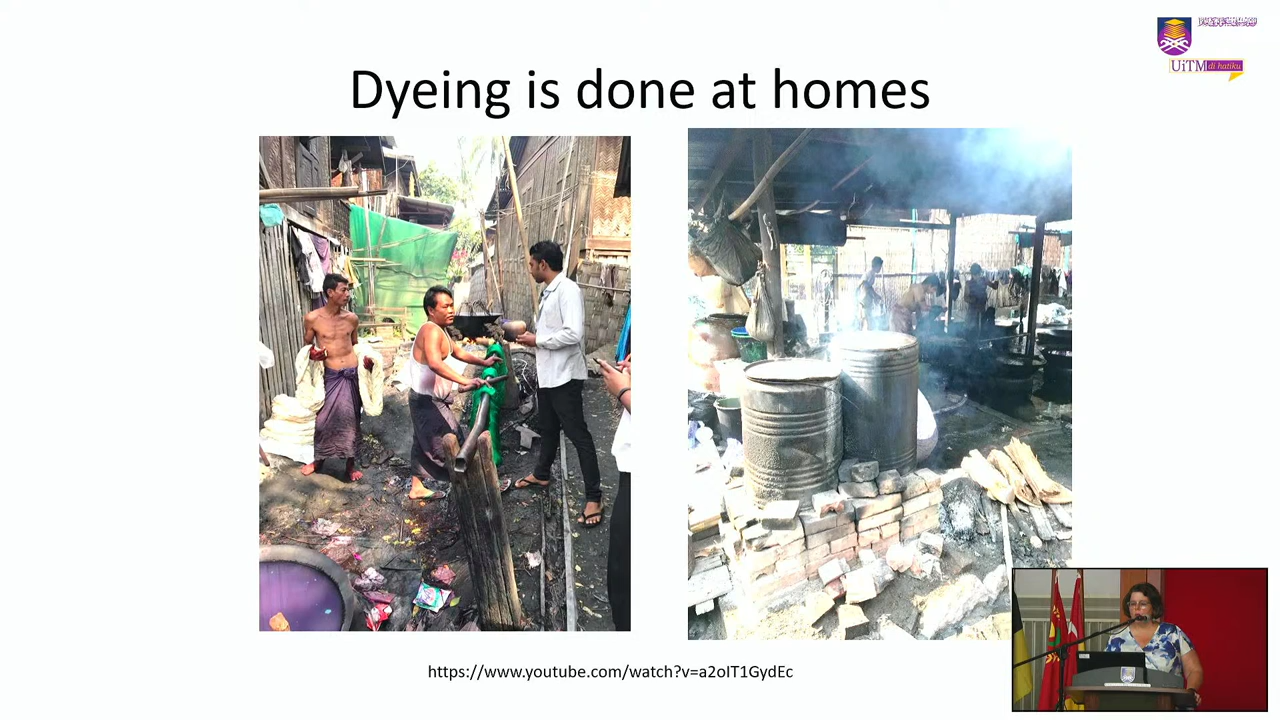 UiTM di hatiku
Dyeing is done at homes
https://www.youtube.com/watch?v=a2oIT1GydEc